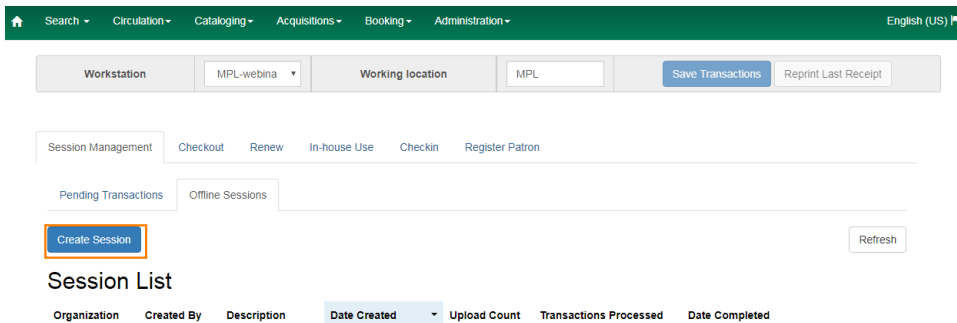 Search Circulation Cataloging Acquisitions Booking Administration English (US)
Workstation MPL-webina Working location MPL Save Transactions Reprint Last Receipt
Session Management Checkout Renew In-house Use Checkin Register Patron
Pending Transactions Offline Sessions
Create Session Refresh
Session List
Organization Created By Description Date Created Upload Count Transactions Processed Date Completed